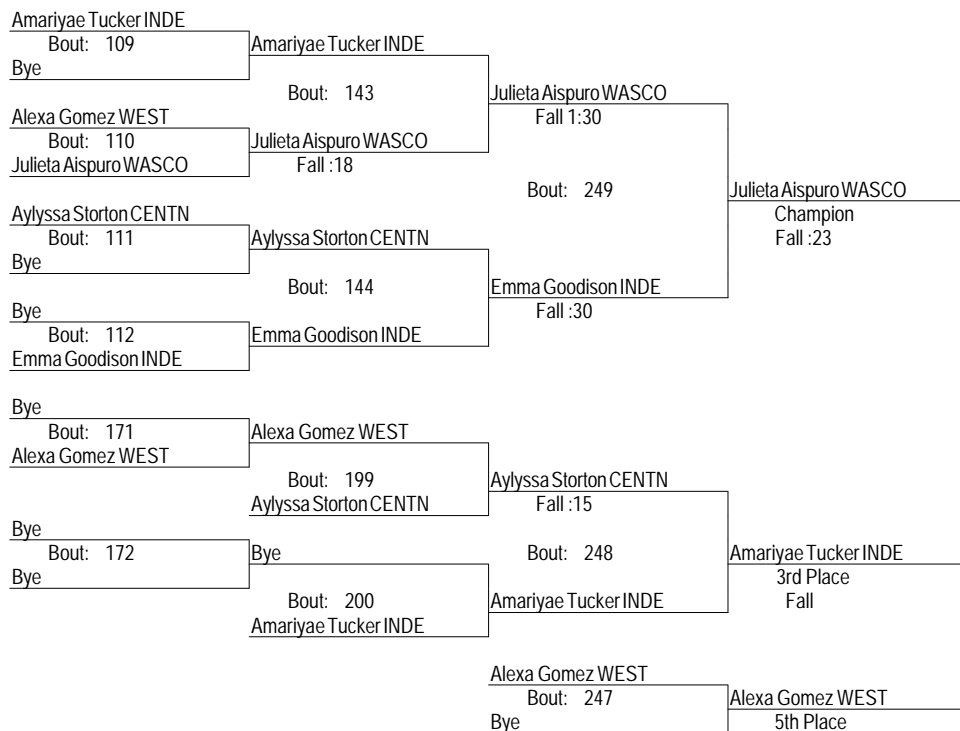 Amariyae Tucker INDE
Bout: 109
Bye
Amariyae Tucker INDE
Bout: 143
Alexa Gomez WEST
Bout: 110
Julieta Aispuro WASCO
Julieta Aispuro WASCO
Fall :18
Julieta Aispuro WASCO
Fall 1:30
Bout: 249
Aylyssa Storton CENTN
Bout: 111
Bye
Aylyssa Storton CENTN
Bout: 144
Bye
Bout: 112
Emma Goodison INDE
Emma Goodison INDE
Emma Goodison INDE
Fall :30
Julieta Aispuro WASCO
Champion
Fall :23
Bye
Bout: 171
Alexa Gomez WEST
Alexa Gomez WEST
Bout: 199
Aylyssa Storton CENTN
Aylyssa Storton CENTN
Fall :15
Bout: 248
Bye
Bout: 172
Bye
Bye
Bout: 200
Amariyae Tucker INDE
Amariyae Tucker INDE
Amariyae Tucker INDE
3rd Place
Fall
Alexa Gomez WEST
Bout: 247
Bye
Alexa Gomez WEST
5th Place